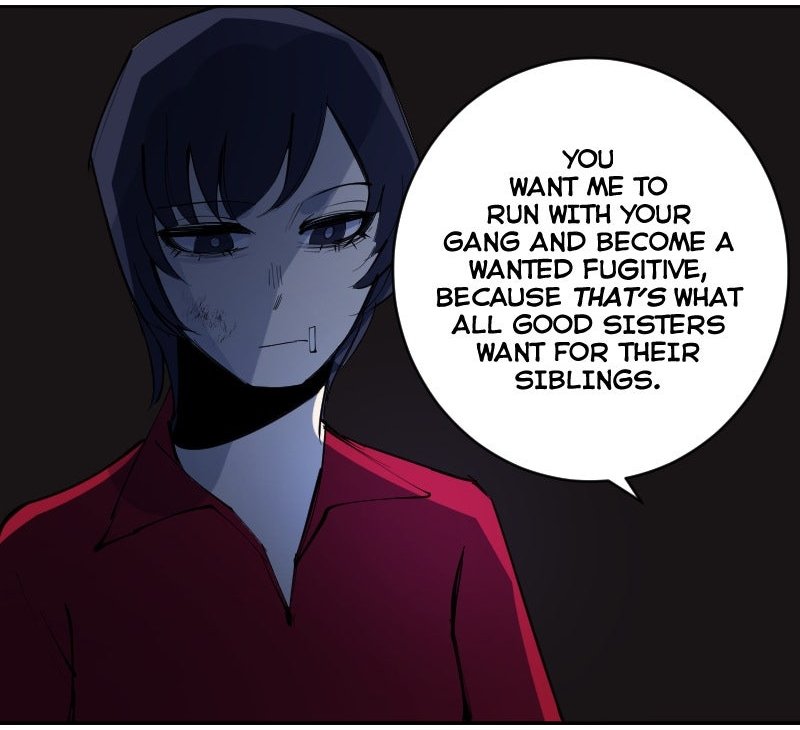 YOU
WANT ME TO
RUN WITH YOUR
GANG AND BECOME A
WANTED FUGITIVE,
BECAUSE THAT'S WHAT
ALL GOOD SISTERS
WANT FOR THEIR
SIBLINGS.